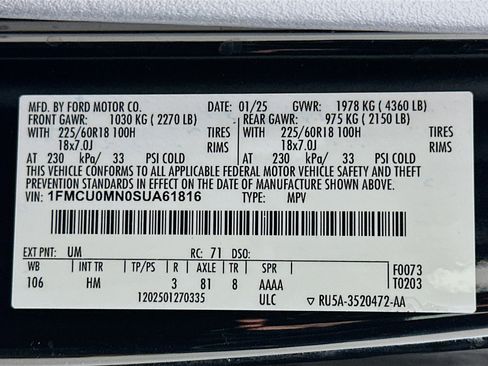 MFD. BY FORD MOTOR CO. DATE: 01/25 GVWR: 1978 KG ( 4360 LB)
FRONT GAWR: 1030 KG ( 2270 LB) REAR GAWR: 975 KG ( 2150 LB)
WITH 225/60R18 100H TIRES WITH 225/60R18 100H TIRES
18x7.0J RIMS 18x7.0J RIMS
AT 230 kPa/ 33 PSI COLD AT 230 kPa/ 33 PSI COLD
THIS VEHICLE CONFORMS TO ALL APPLICABLE FEDERAL MOTOR VEHICLE SAFETY AND THEFT
PREVENTION STANDARDS IN EFFECT ON THE DATE OF MANUFACTURE SHOWN ABOVE.
VIN: 1FMCU0MN0SUA61816 TYPE: MPV
EXT PNT: UM RC: 71 DSO:
WB INT TR TP/PS R AXLE TR SPR F0073
106 HM 3 81 8 AAAA T0203
1202501270335 ULC RU5A-3520472-AA